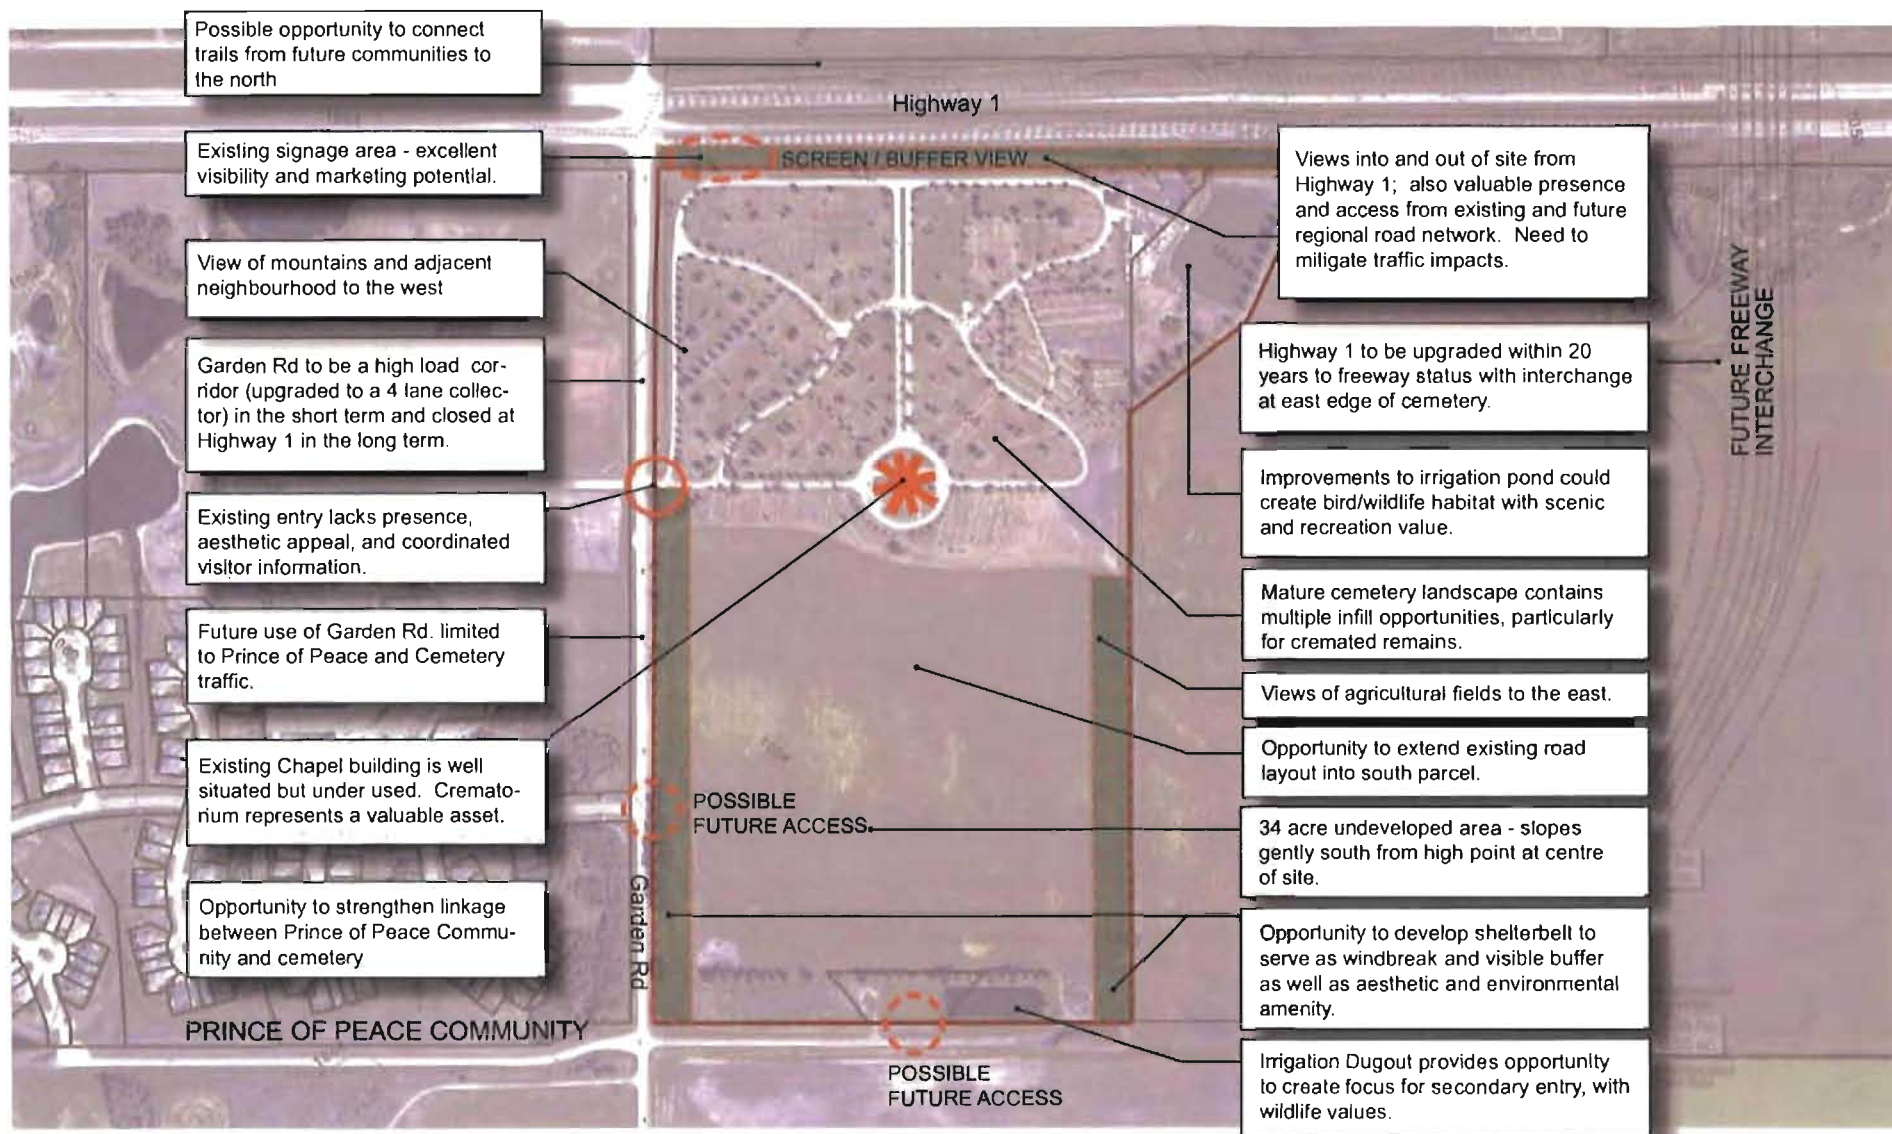 Possible opportunity to connect
trails from future communities to
the north
Highway 1
Existing signage area - excellent
visibility and marketing potential.
SCREEN / BUFFER VIEW
View of mountains and adjacent
neighbourhood to the west
Garden Rd to be a high load cor-
ridor (upgraded to a 4 lane collec-
tor) in the short term and closed at
Highway 1 in the long term.
Existing entry lacks presence,
aesthetic appeal, and coordinated
visitor information.
Future use of Garden Rd. limited
to Prince of Peace and Cemetery
traffic.
Existing Chapel building is well
situated but under used. Cremato-
rium represents a valuable asset.
Opportunity to strengthen linkage
between Prince of Peace Commu-
nity and cemetery
PRINCE OF PEACE COMMUNITY
Garden Rd
POSSIBLE
FUTURE ACCESS
POSSIBLE
FUTURE ACCESS
Views into and out of site from
Highway 1; also valuable presence
and access from existing and future
regional road network. Need to
mitigate traffic impacts.
Highway 1 to be upgraded within 20
years to freeway status with interchange
at east edge of cemetery.
FUTURE FREEWAY
INTERCHANGE
Improvements to irrigation pond could
create bird/wildlife habitat with scenic
and recreation value.
Mature cemetery landscape contains
multiple infill opportunities, particularly
for cremated remains.
Views of agricultural fields to the east.
Opportunity to extend existing road
layout into south parcel.
34 acre undeveloped area - slopes
gently south from high point at centre
of site.
Opportunity to develop shelterbelt to
serve as windbreak and visible buffer
as well as aesthetic and environmental
amenity.
Irrigation Dugout provides opportunity
to create focus for secondary entry, with
wildlife values.